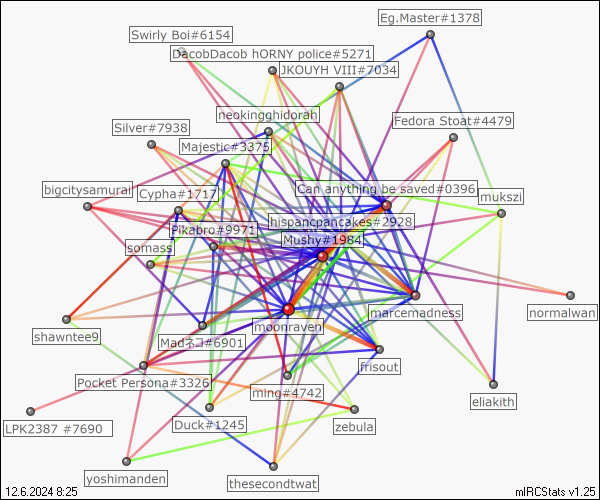 Eg.Master#1378
Swirly Boi#6154
DacobDacob hORNY police#5271
JKOUYH VIII#7034
neokingghidorah
Fedora Stoat#4479
Silver#7938
Majestic#3375
bigcitysamurai
Cypha#1717
Can anything be saved#0396
mukszi
hispancpancakes#2928
Pikabro#9971
Mushy#1984
somass
marcemadness
normalwan
moonraven
shawntee9
Madネコ#6901
frisout
Pocket Persona#3326
ming#4742
eliakith
LPK2387 #7690
Duck#1245
zebula
yoshimanden
thesecondtwat
12.6.2024 8:25
mIRCStats v1.25